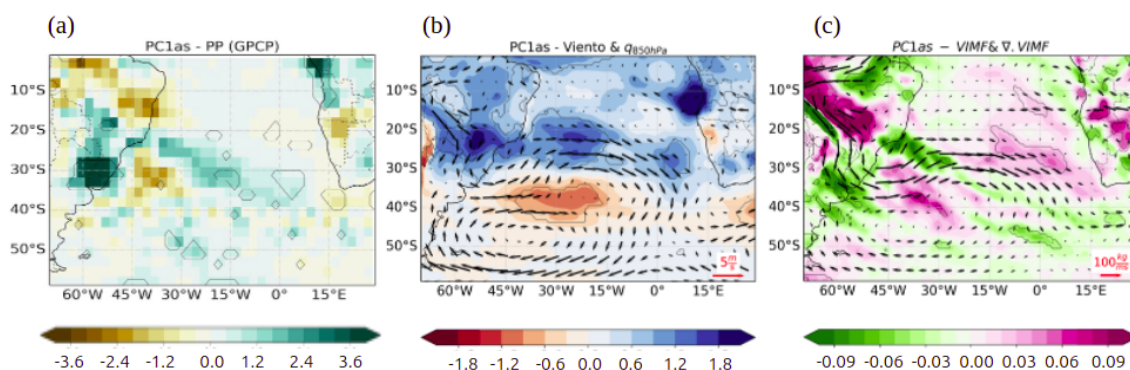 (a)
(b)
(c)
PC1as - PP (GPCP)
PC1as - Viento & q850hPa
PC1as − VIMF& ∇. VIMF
10°S
20°S
30°S
40°S
50°S
60°W 45°W 30°W 15°W 0° 15°E
10°S
20°S
30°S
40°S
50°S
5 m/s
60°W 45°W 30°W 15°W 0° 15°E
10°S
20°S
30°S
40°S
50°S
100 kg/ms
60°W 45°W 30°W 15°W 0° 15°E
-3.6 -2.4 -1.2 0.0 1.2 2.4 3.6
-1.8 -1.2 -0.6 0.0 0.6 1.2 1.8
-0.09 -0.06 -0.03 0.00 0.03 0.06 0.09